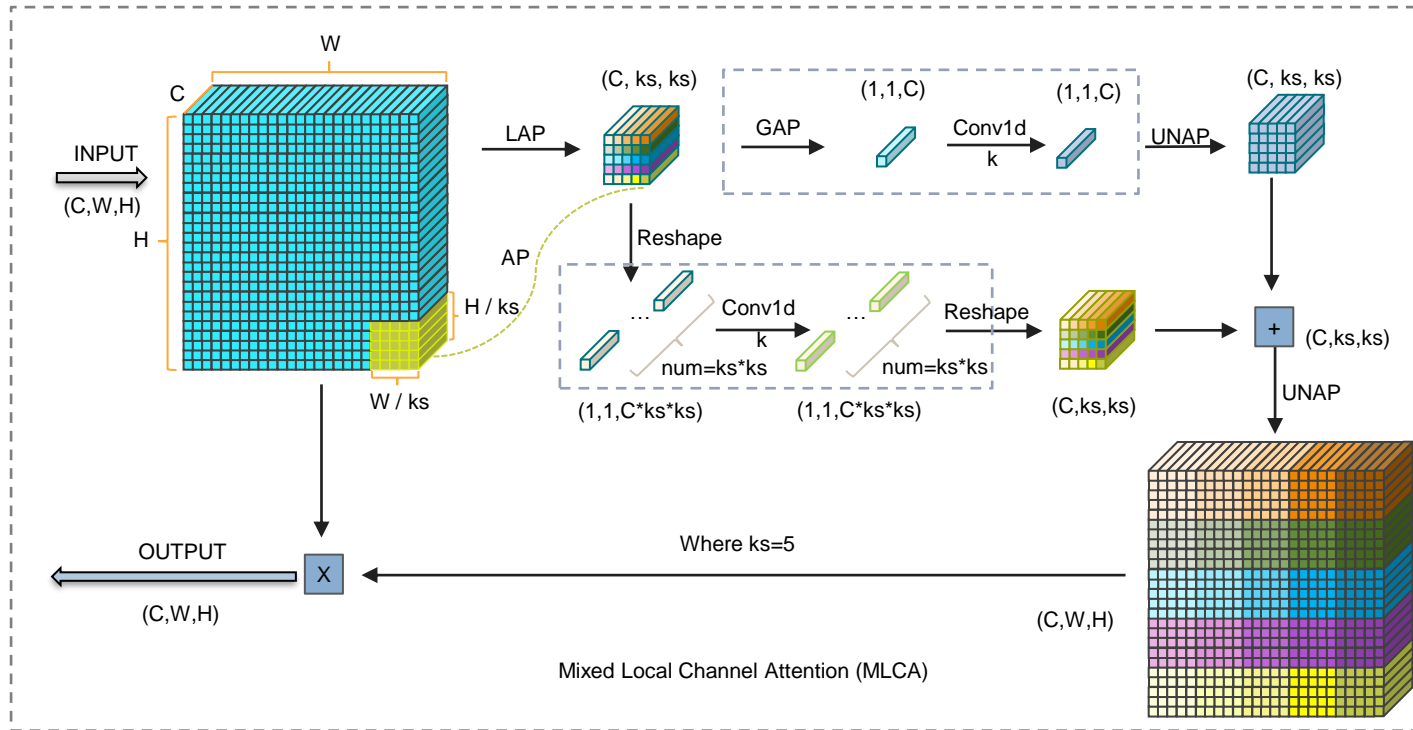 W
C
INPUT
(C,W,H)
H
LAP
(C, ks, ks)
GAP
(1,1,C)
Conv1d
k
(1,1,C)
UNAP
(C, ks, ks)
AP
Reshape
H / ks
W / ks
...
...
Conv1d
k
num=ks*ks
num=ks*ks
Reshape
(1,1,C*ks*ks)
(1,1,C*ks*ks)
(C,ks,ks)
+
(C,ks,ks)
UNAP
OUTPUT
(C,W,H)
X
Where ks=5
(C,W,H)
Mixed Local Channel Attention (MLCA)